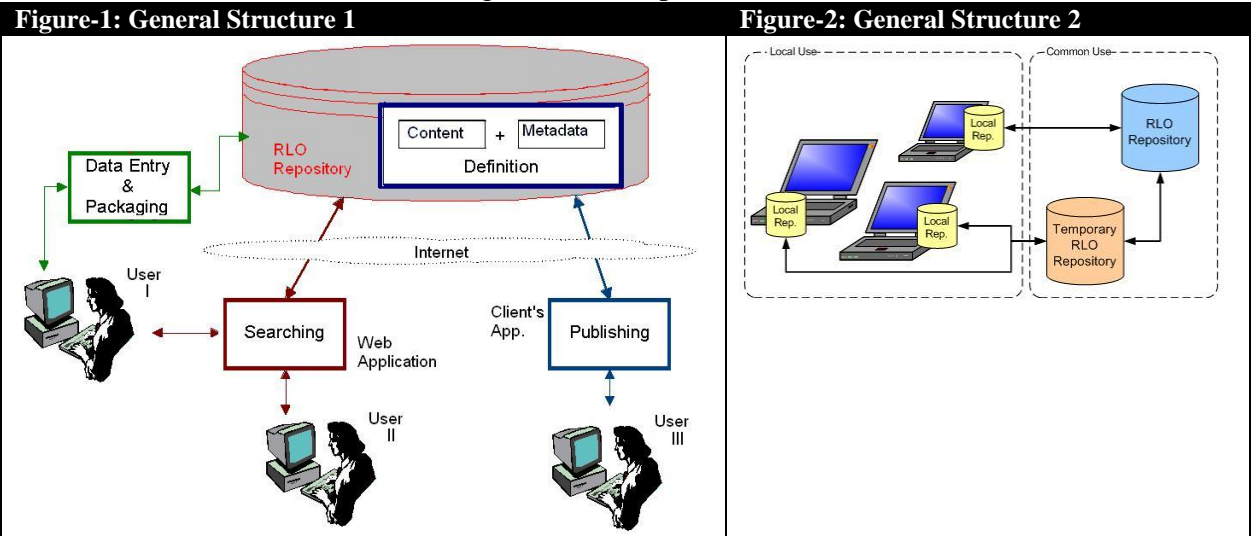 Figure-1: General Structure 1
Content + Metadata
Definition
RLO
Repository
Data Entry
&
Packaging
Internet
User
I
Searching
Web
Application
Client's
App.
Publishing
User
II
User
III
Figure-2: General Structure 2
Local Use
Common Use
Local
Rep.
RLO
Repository
Local
Rep.
Local
Rep.
Temporary
RLO
Repository